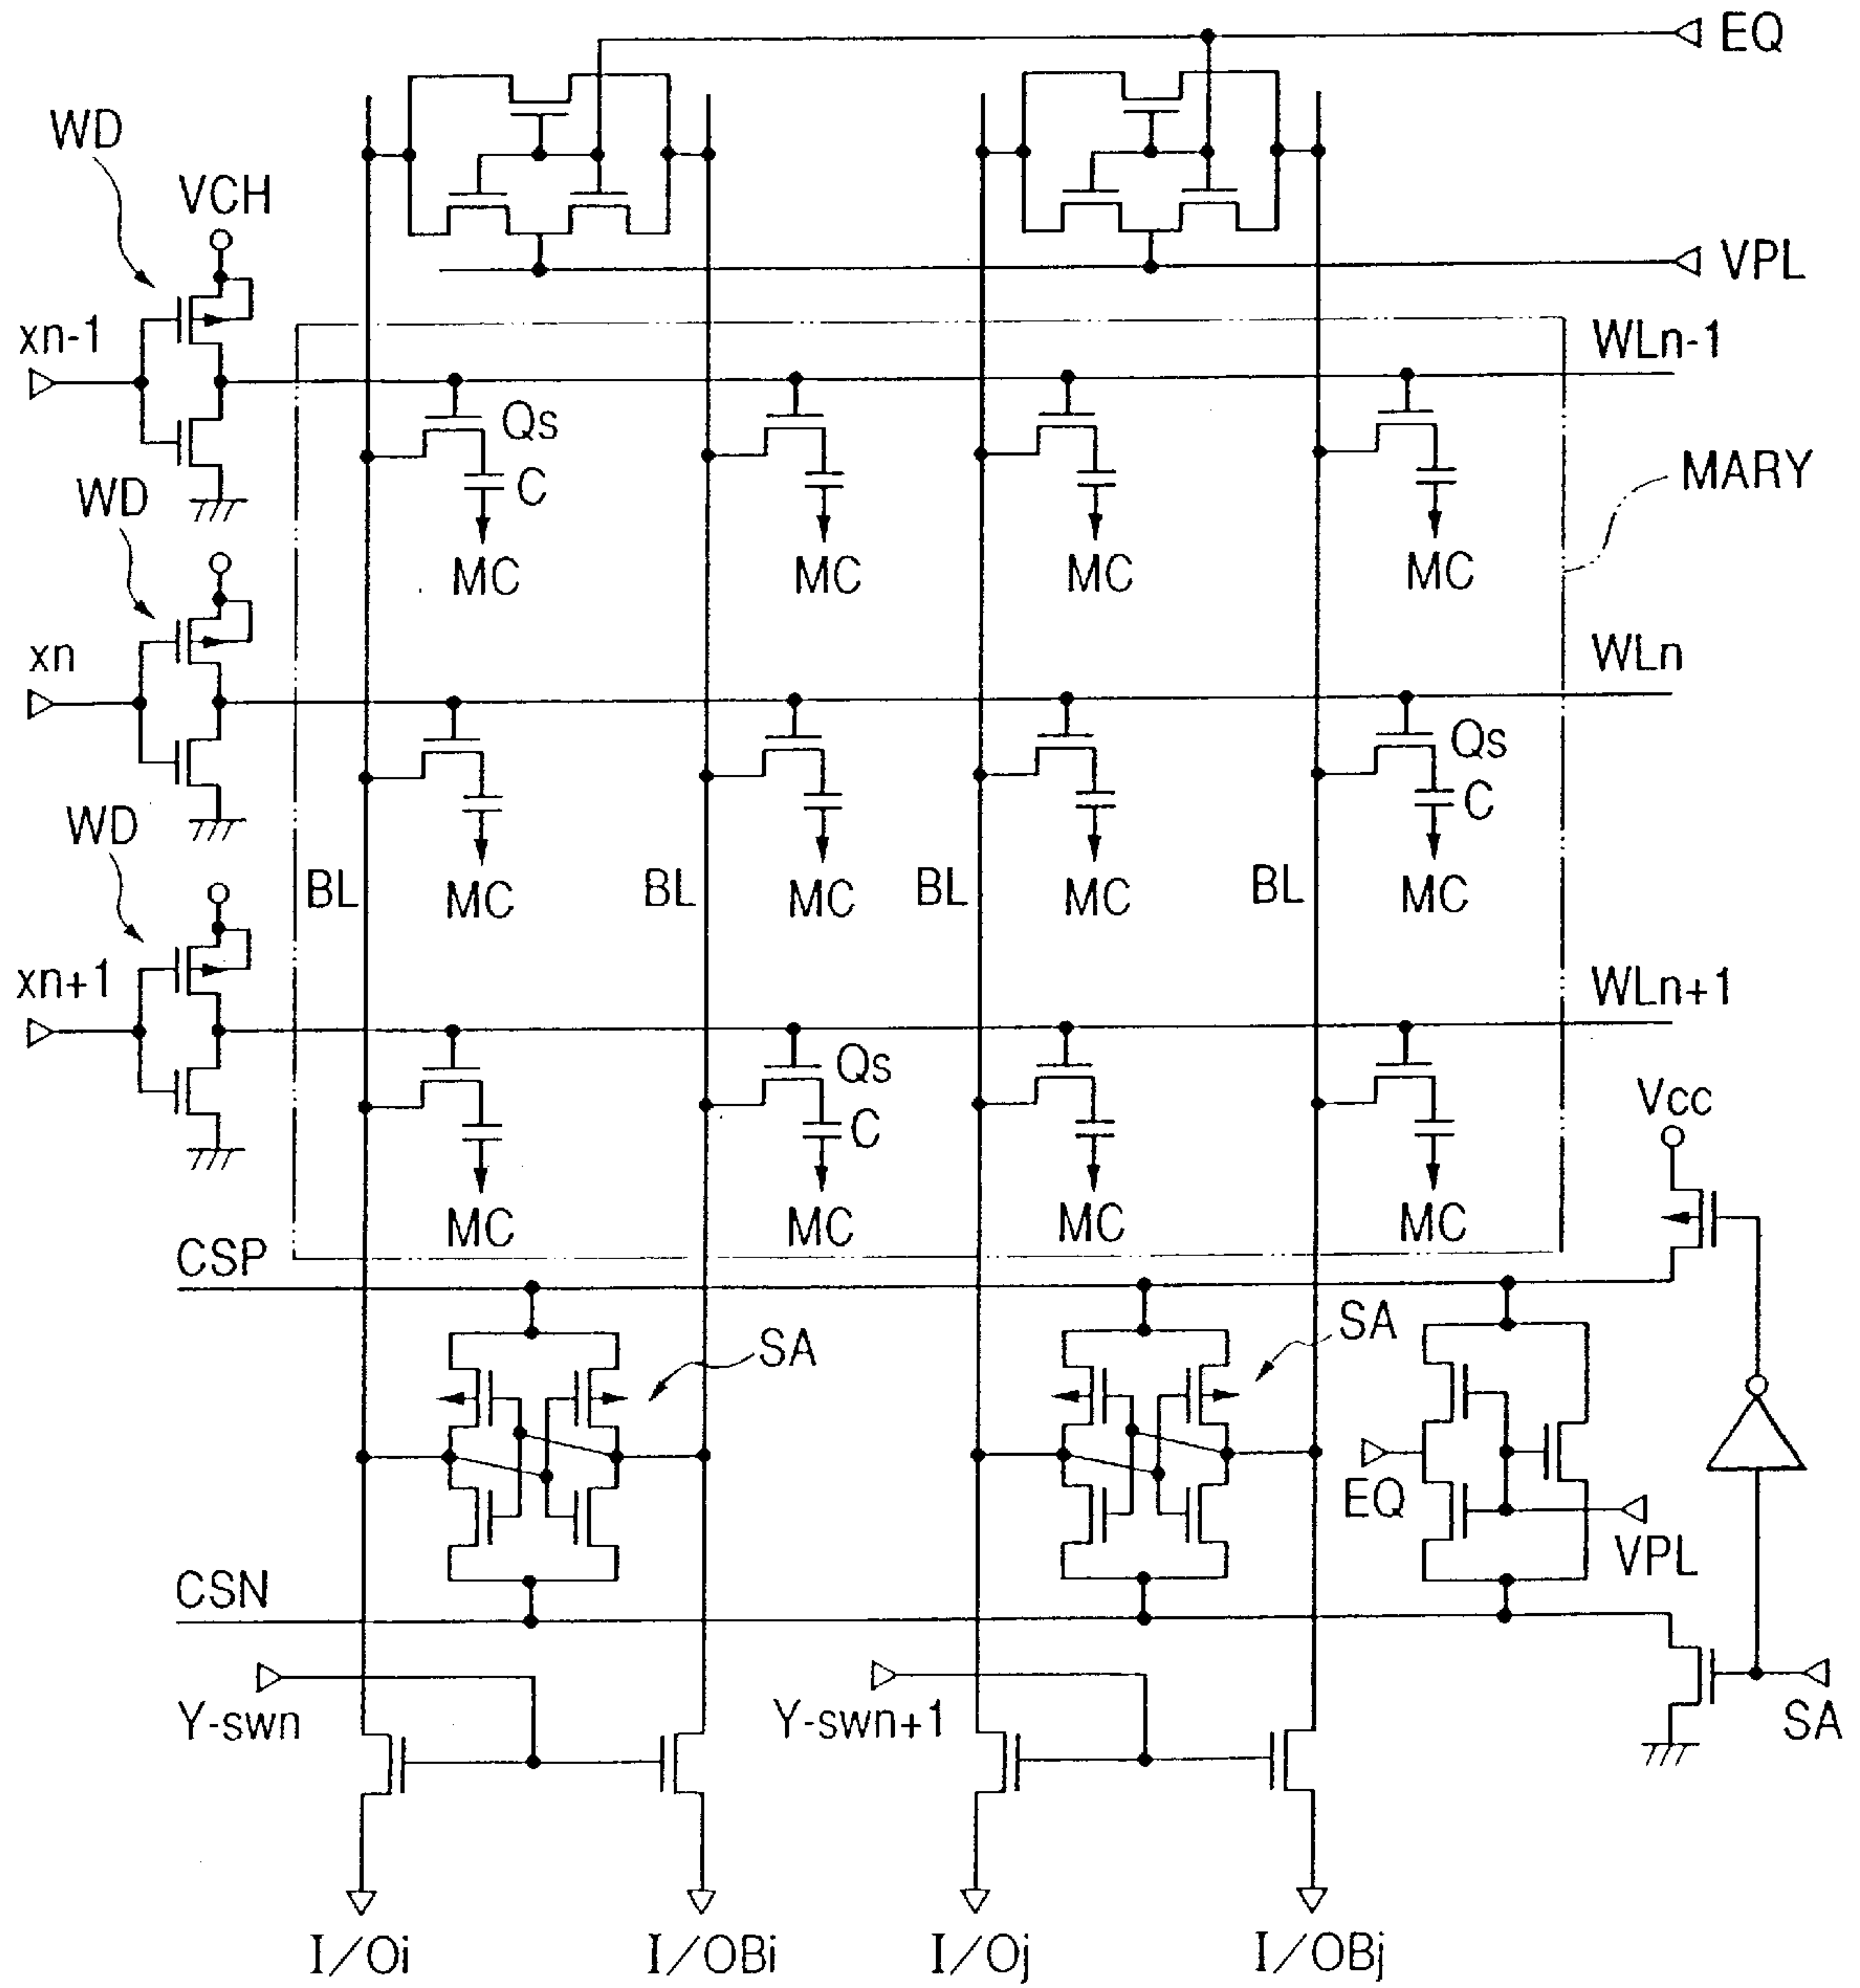 EQ
WD
VCH
VPL
xn-1
WLn-1
Qs
MARY
C
WD
MC
MC
MC
MC
xn
WLn
Qs
C
WD
BL
BL
BL
BL
MC
MC
MC
MC
xn+1
WLn+1
Qs
Vcc
C
MC
MC
MC
MC
CSP
SA
SA
EQ
VPL
CSN
Y-swn
Y-swn+1
SA
I/Oi
I/OBi
I/Oj
I/OBj